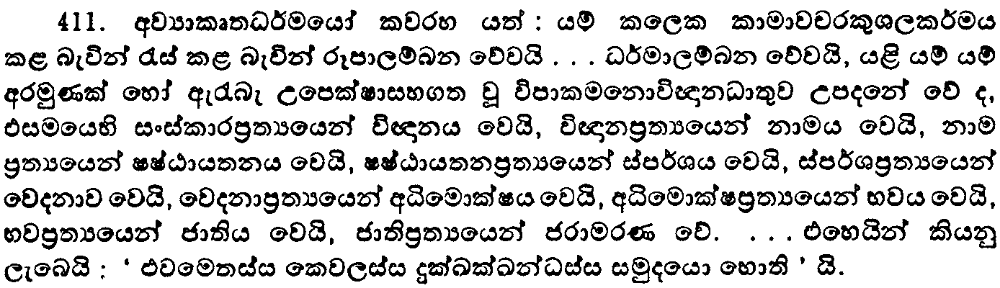 411. අව්‍යාකෘතධර්මයෝ කවරහ යත් : යම් කලෙක කාමාවචරකුශලකර්මය
කළ බැවින් රැස් කළ බැවින් රූපාලම්බන වේවයි . . . ධර්මාලම්බන වේවයි, යළි යම් යම්
අරමුණක් හෝ ඇරැබැ උපෙක්ෂාසහගත වූ විපාකමනොවිඥානධාතුව උපදනේ වේ ද,
එසමයෙහි සංස්කාරප්‍රත්‍යයෙන් විඥානය වෙයි, විඥානප්‍රත්‍යයෙන් නාමය වෙයි, නාම
ප්‍රත්‍යයෙන් ෂෂ්ඨායතනය වෙයි, ෂෂ්ඨායතනප්‍රත්‍යයෙන් ස්පර්ශය වෙයි, ස්පර්ශප්‍රත්‍යයෙන්
වෙදනාව වෙයි, වෙදනාප්‍රත්‍යයෙන් අධිමොක්ෂය වෙයි, අධිමොක්ෂප්‍රත්‍යයෙන් භවය වෙයි,
භවප්‍රත්‍යයෙන් ජාතිය වෙයි, ජාතිප්‍රත්‍යයෙන් ජරාමරණ වේ. . . . එහෙයින් කියනු
ලැබෙයි : ‘ එවමෙතස්ස කෙවලස්ස දුක්ඛක්ඛන්ධස්ස සමුදයො හොති ’ යි.